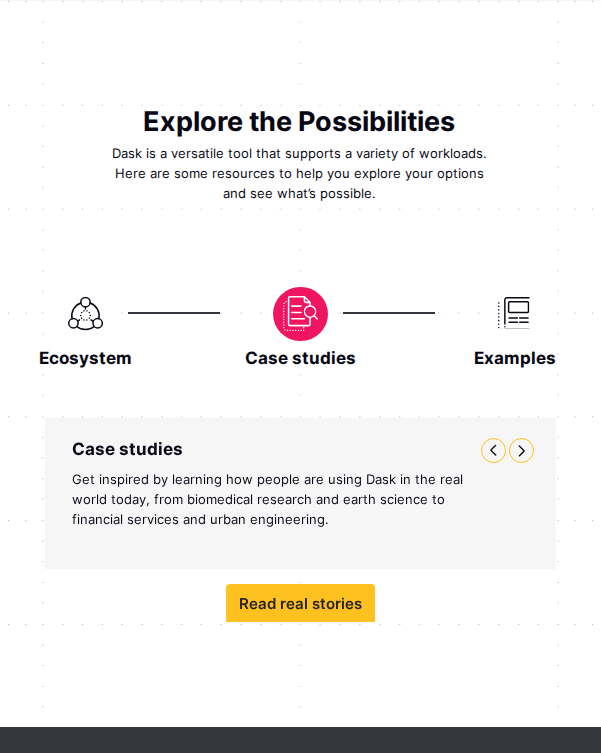 Explore the Possibilities
Dask is a versatile tool that supports a variety of workloads.
Here are some resources to help you explore your options
and see what's possible.
Ecosystem
Case studies
Examples
Case studies
Get inspired by learning how people are using Dask in the real
world today, from biomedical research and earth science to
financial services and urban engineering.
Read real stories